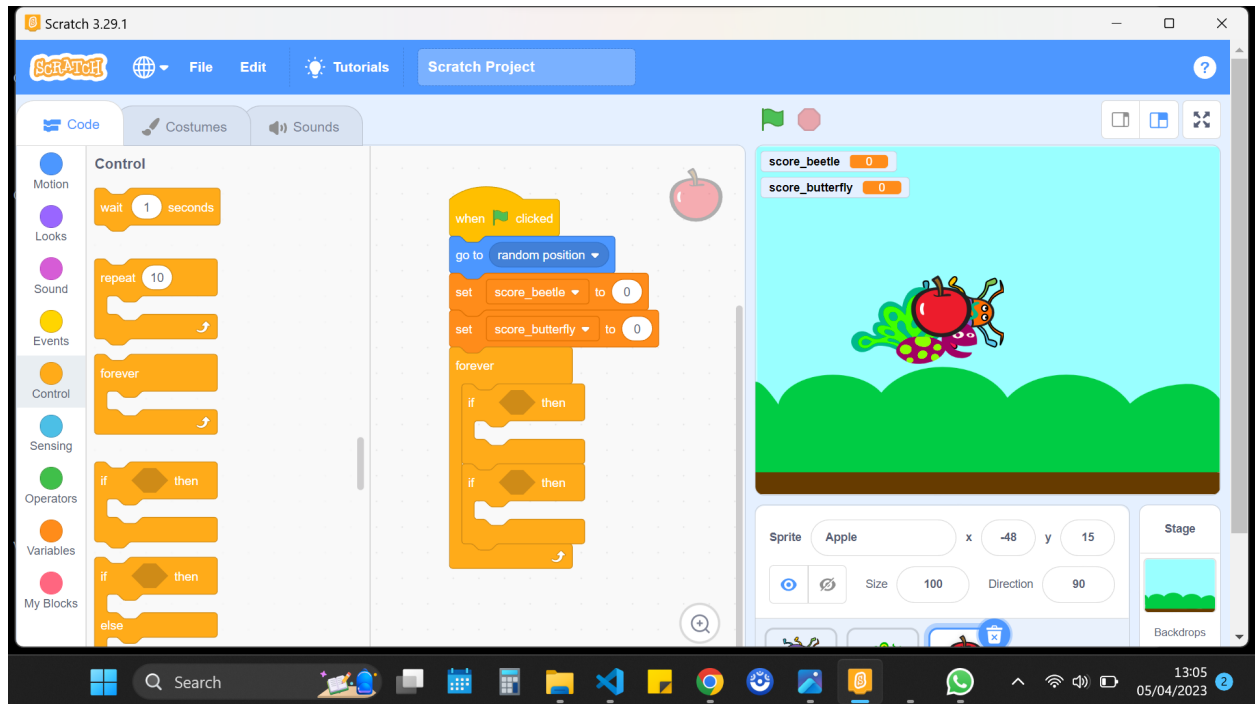 Scratch 3.29.1
SCRATCH File Edit Tutorials Scratch Project ?
Code Costumes Sounds
Motion
Looks
Sound
Events
Control
Sensing
Operators
Variables
My Blocks
Control
wait 1 seconds
repeat 10
forever
if then
if then
else
when clicked
go to random position
set score_beetle to 0
set score_butterfly to 0
forever
if then
if then
score_beetle 0
score_butterfly 0
Sprite Apple x -48 y 15
Size 100 Direction 90
Stage
Backdrops
Search
13:05
05/04/2023
2